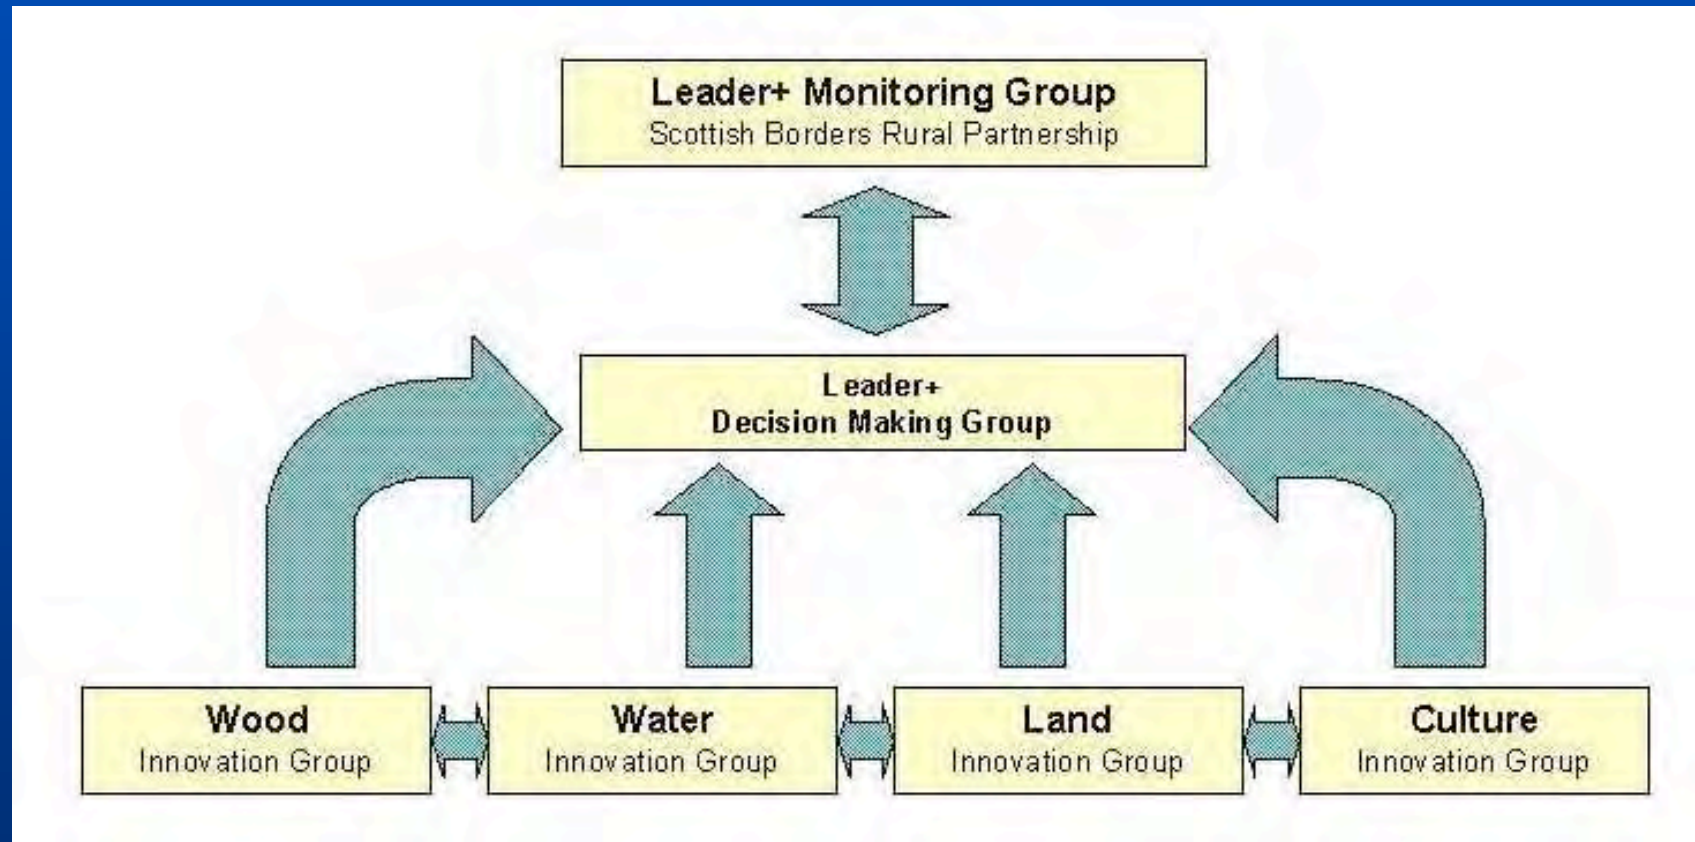 Leader+ Monitoring Group
Scottish Borders Rural Partnership
Leader+
Decision Making Group
Wood
Innovation Group
Water
Innovation Group
Land
Innovation Group
Culture
Innovation Group